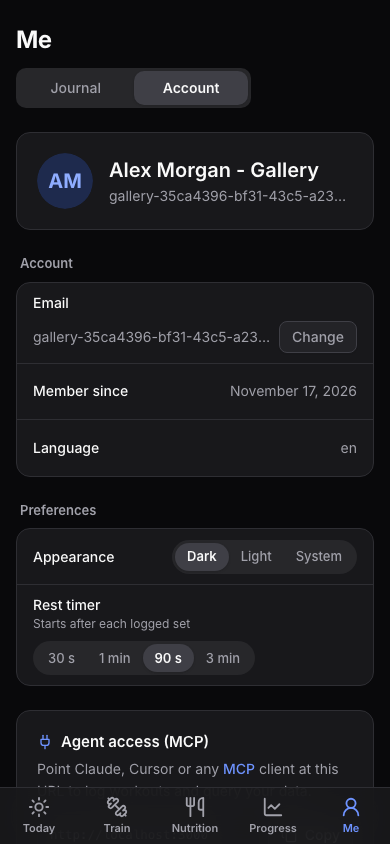 Me
Journal
Account
AM
Alex Morgan - Gallery
gallery-35ca4396-bf31-43c5-a23...
Account
Email
gallery-35ca4396-bf31-43c5-a23...
Change
Member since
November 17, 2026
Language
en
Preferences
Appearance
Dark
Light
System
Rest timer
Starts after each logged set
30 s
1 min
90 s
3 min
Agent access (MCP)
Point Claude, Cursor or any MCP client at this
Today
Train
Nutrition
Progress
Me